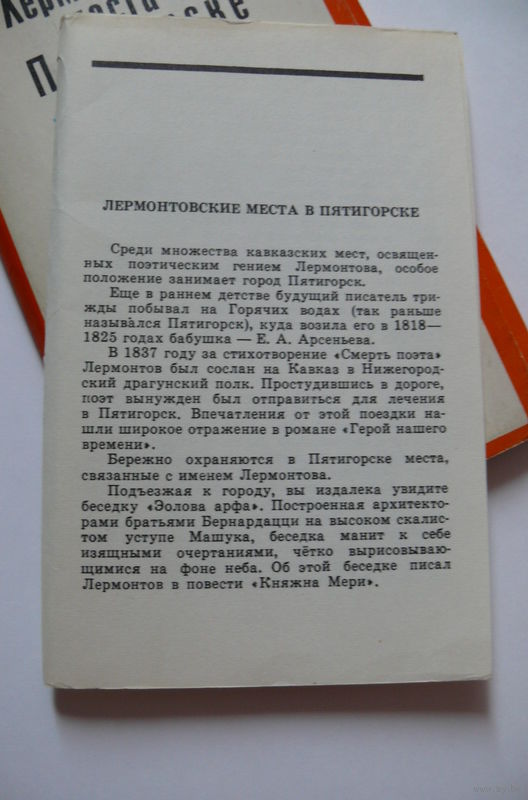 ЛЕРМОНТОВСКИЕ МЕСТА В ПЯТИГОРСКЕ
Среди множества кавказских мест, освящен-
ных поэтическим гением Лермонтова, особое
положение занимает город Пятигорск.
Еще в раннем детстве будущий писатель три-
жды побывал на Горячих водах (так раньше
назывался Пятигорск), куда возила его в 1818—
1825 годах бабушка — Е. А. Арсеньева.
В 1837 году за стихотворение «Смерть поэта»
Лермонтов был сослан на Кавказ в Нижегород-
ский драгунский полк. Простудившись в дороге,
поэт вынужден был отправиться для лечения
в Пятигорск. Впечатления от этой поездки на-
шли широкое отражение в романе «Герой нашего
времени».
Бережно охраняются в Пятигорске места,
связанные с именем Лермонтова.
Подъезжая к городу, вы издалека увидите
беседку «Эолова арфа». Построенная архитекто-
рами братьями Бернардацци на высоком скалис-
том уступе Машука, беседка манит к себе
изящными очертаниями, чётко вырисовываю-
щимися на фоне неба. Об этой беседке писал
Лермонтов в повести «Княжна Мери».